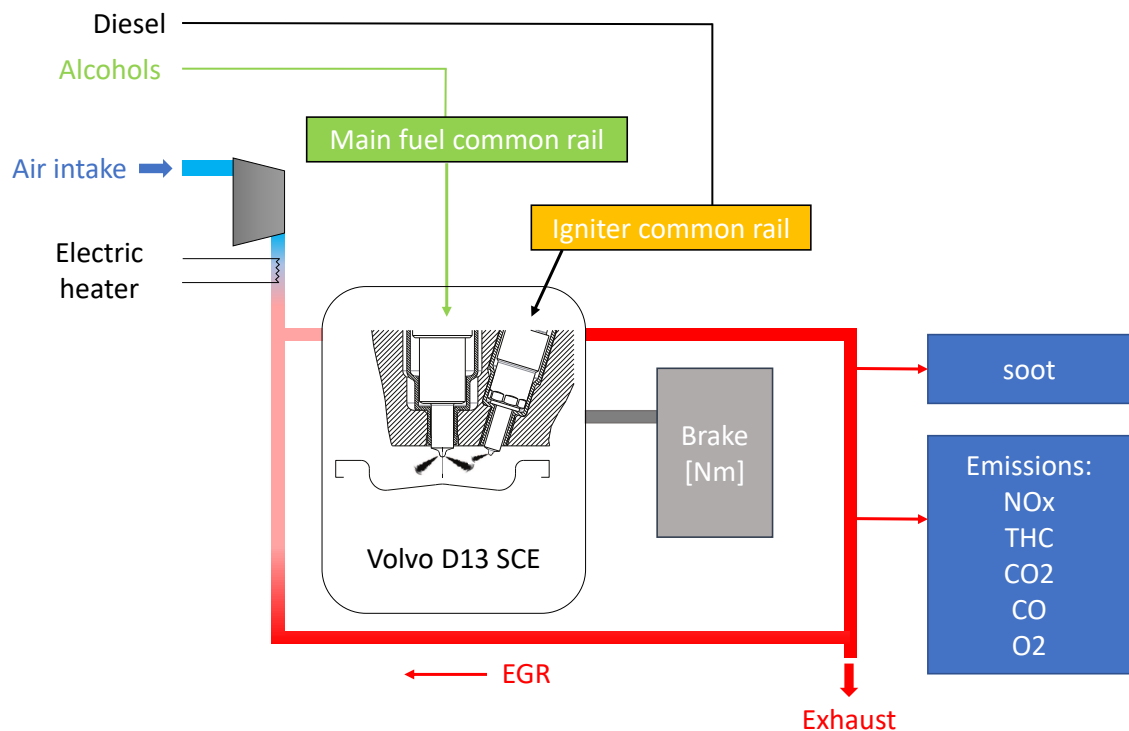 Diesel
Alcohols
Main fuel common rail
Air intake
Igniter common rail
Electric
heater
soot
Brake
[Nm]
Emissions:
NOx
THC
CO2
CO
O2
Volvo D13 SCE
EGR
Exhaust